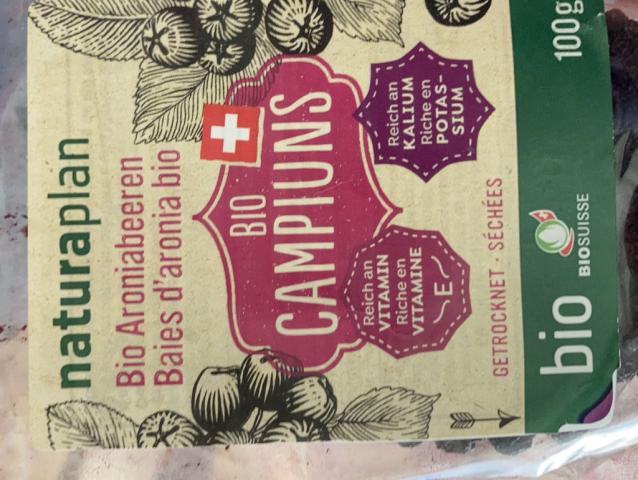 naturaplan
Bio Aroniabeeren
Baies d'aronia bio
BIO
CAMPIUNS
Reich an
VITAMIN
Riche en
VITAMINE
E
Reich an
KALIUM
Riche en
POTAS-
SIUM
GETROCKNET · SÉCHÉES
bio
BIOSUISSE
100g